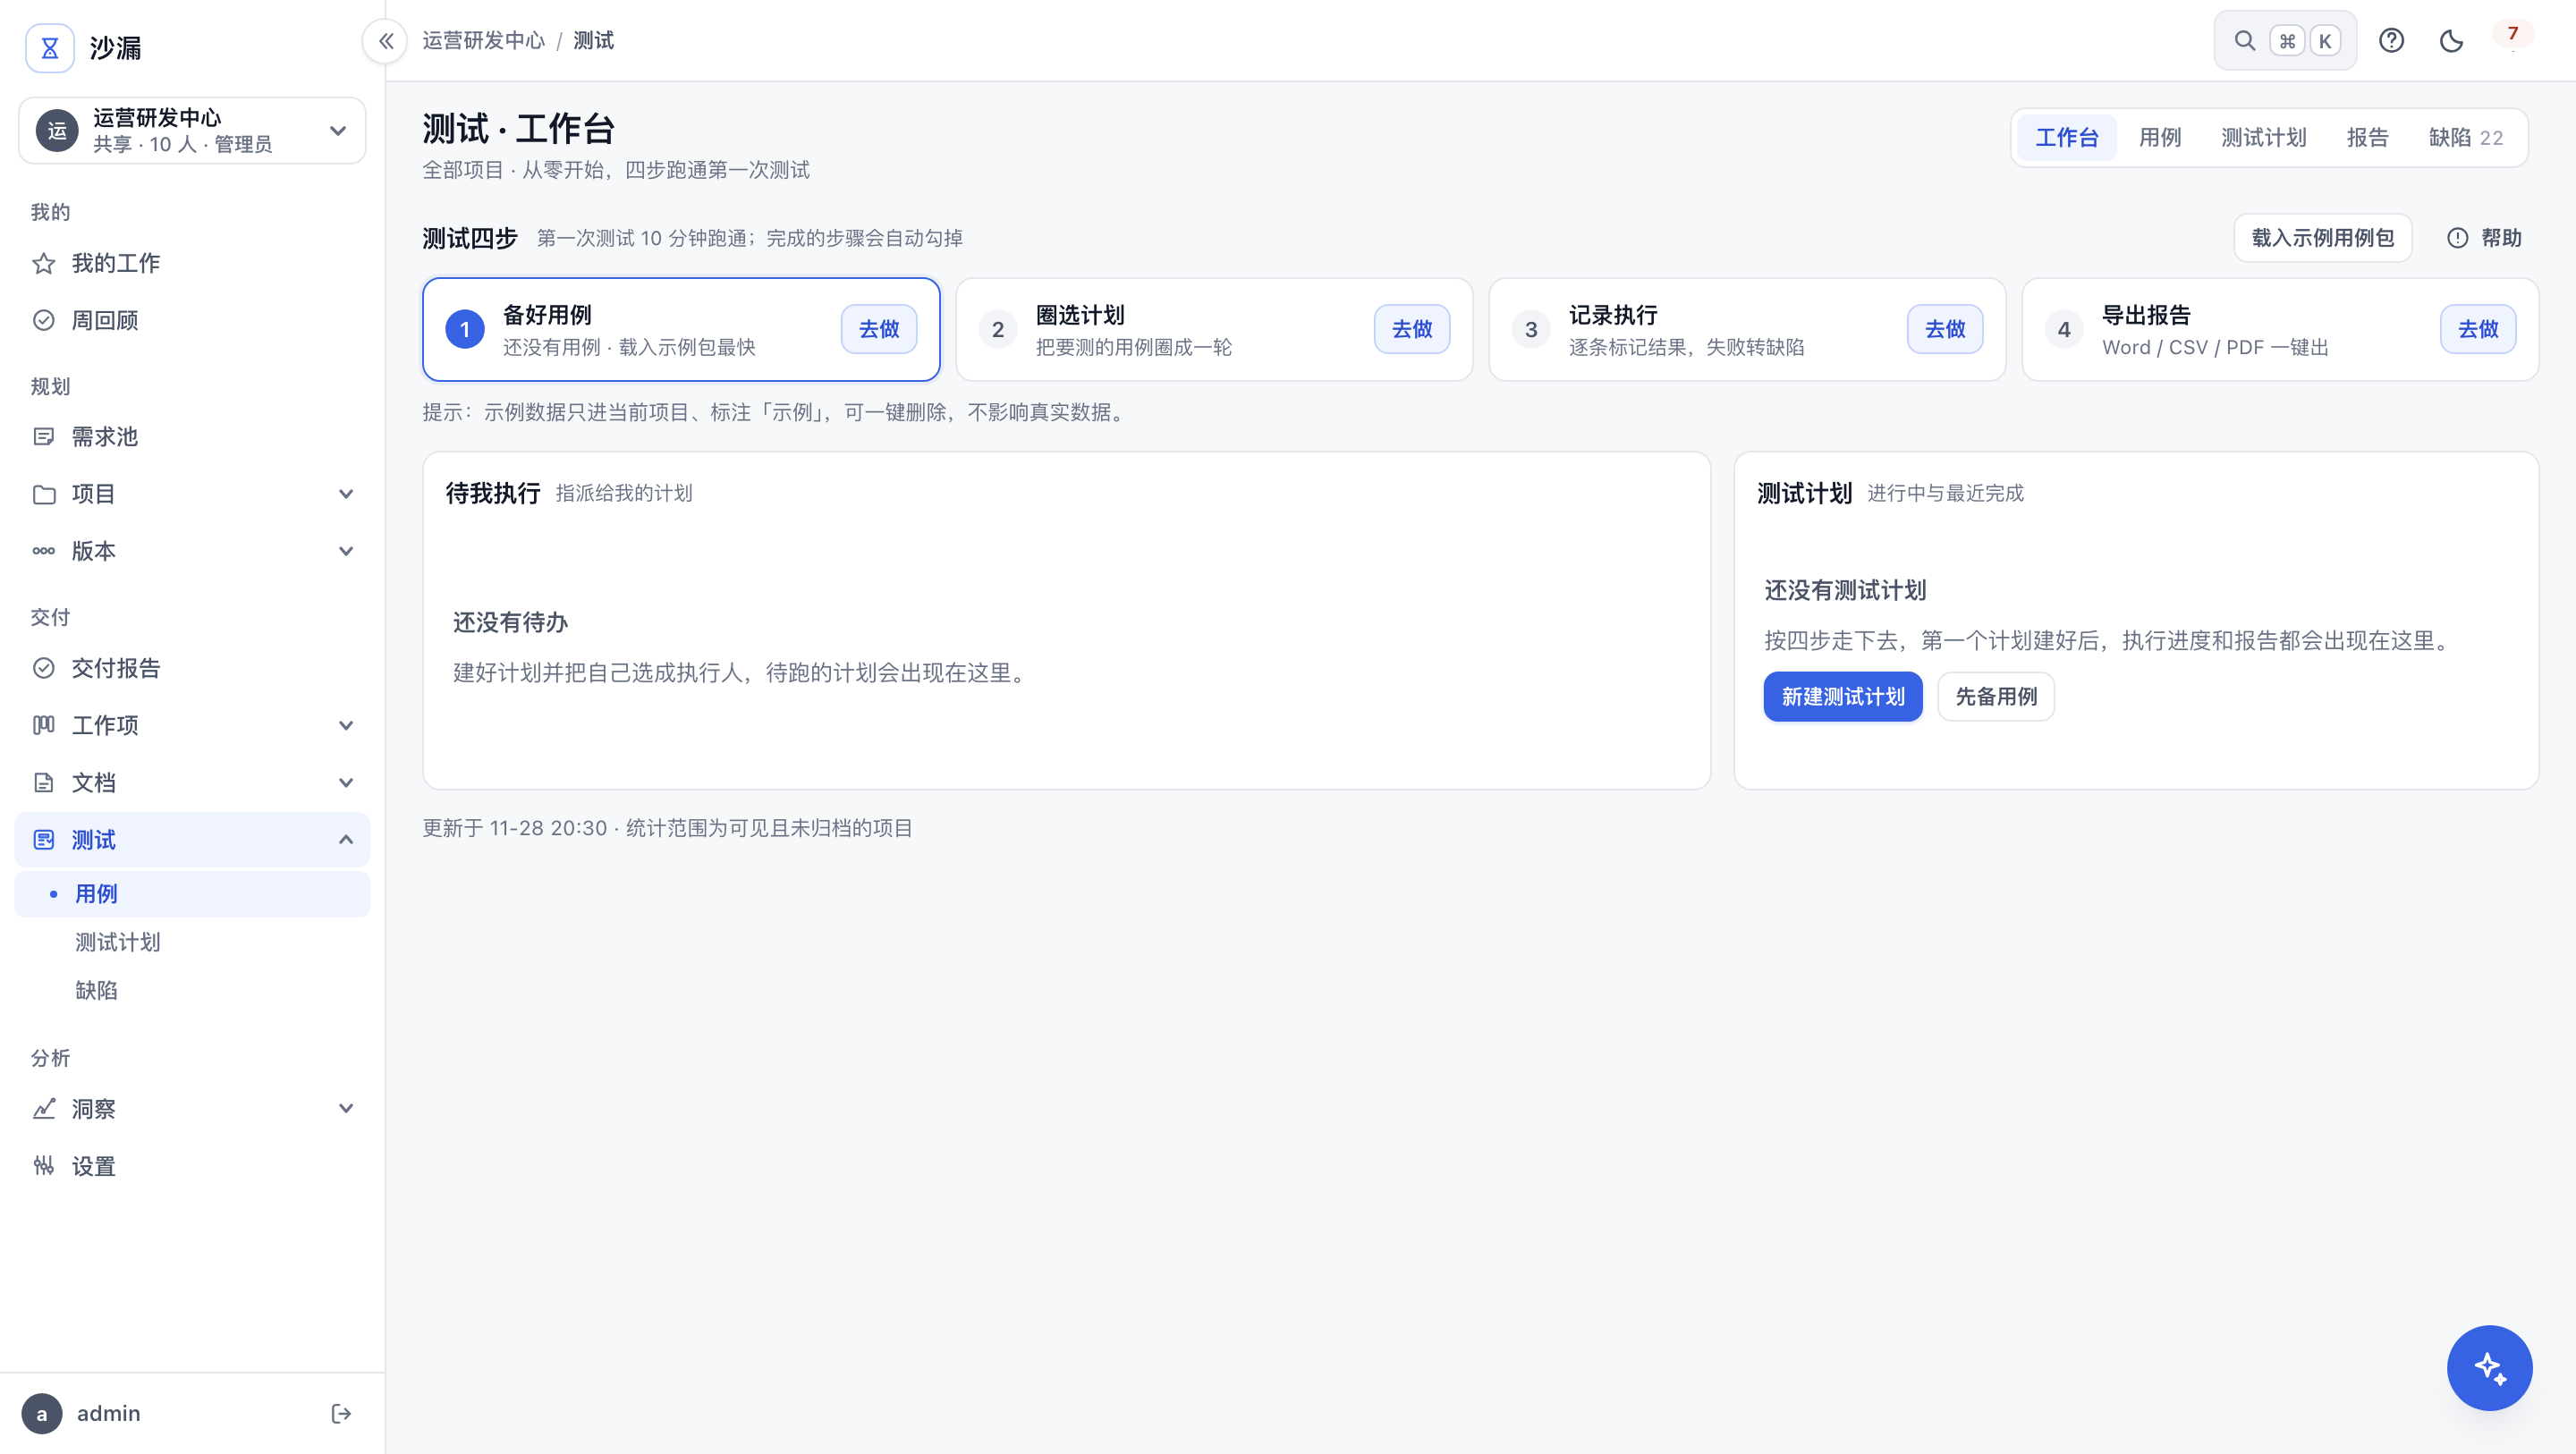 沙漏
运营研发中心 / 测试
⌘ K
7
运
运营研发中心
共享 · 10 人 · 管理员
我的
我的工作
周回顾
规划
需求池
项目
版本
交付
交付报告
工作项
文档
测试
用例
测试计划
缺陷
分析
洞察
设置
a admin
测试 · 工作台
全部项目 · 从零开始，四步跑通第一次测试
工作台 用例 测试计划 报告 缺陷 22
测试四步 第一次测试 10 分钟跑通；完成的步骤会自动勾掉
载入示例用例包 帮助
1 备好用例
还没有用例 · 载入示例包最快
去做
2 圈选计划
把要测的用例圈成一轮
去做
3 记录执行
逐条标记结果，失败转缺陷
去做
4 导出报告
Word / CSV / PDF 一键出
去做
提示：示例数据只进当前项目、标注「示例」，可一键删除，不影响真实数据。
待我执行 指派给我的计划
还没有待办
建好计划并把自己选成执行人，待跑的计划会出现在这里。
测试计划 进行中与最近完成
还没有测试计划
按四步走下去，第一个计划建好后，执行进度和报告都会出现在这里。
新建测试计划 先备用例
更新于 11-28 20:30 · 统计范围为可见且未归档的项目